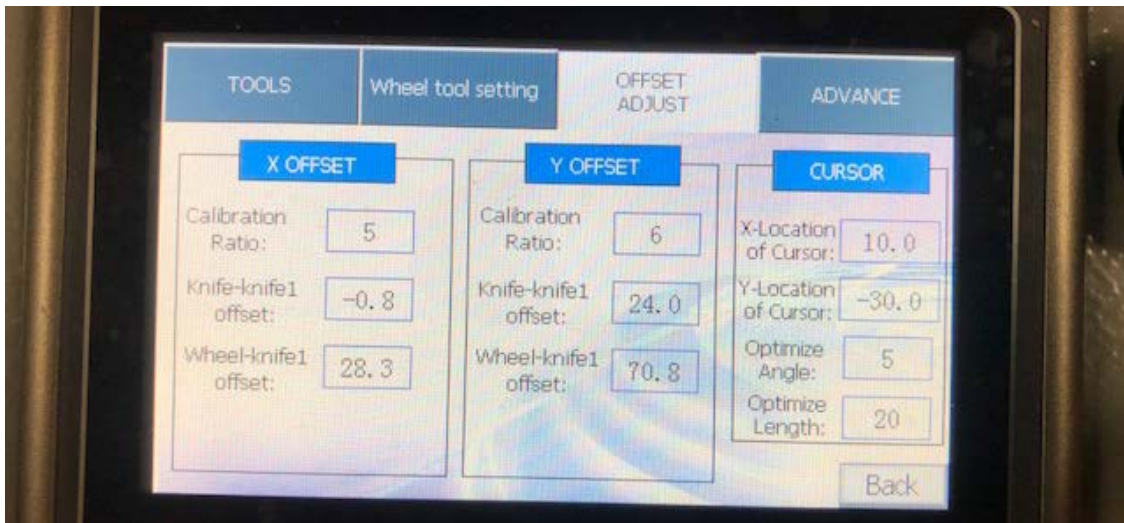 TOOLS
Wheel tool setting
OFFSET
ADJUST
ADVANCE
X OFFSET
Calibration
Ratio:
5
Knife-knife1
offset:
-0.8
Wheel-knife1
offset:
28.3
Y OFFSET
Calibration
Ratio:
6
Knife-knife1
offset:
24.0
Wheel-knife1
offset:
70.8
CURSOR
X-Location
of Cursor:
10.0
Y-Location
of Cursor:
-30.0
Optimize
Angle:
5
Optimize
Length:
20
Back